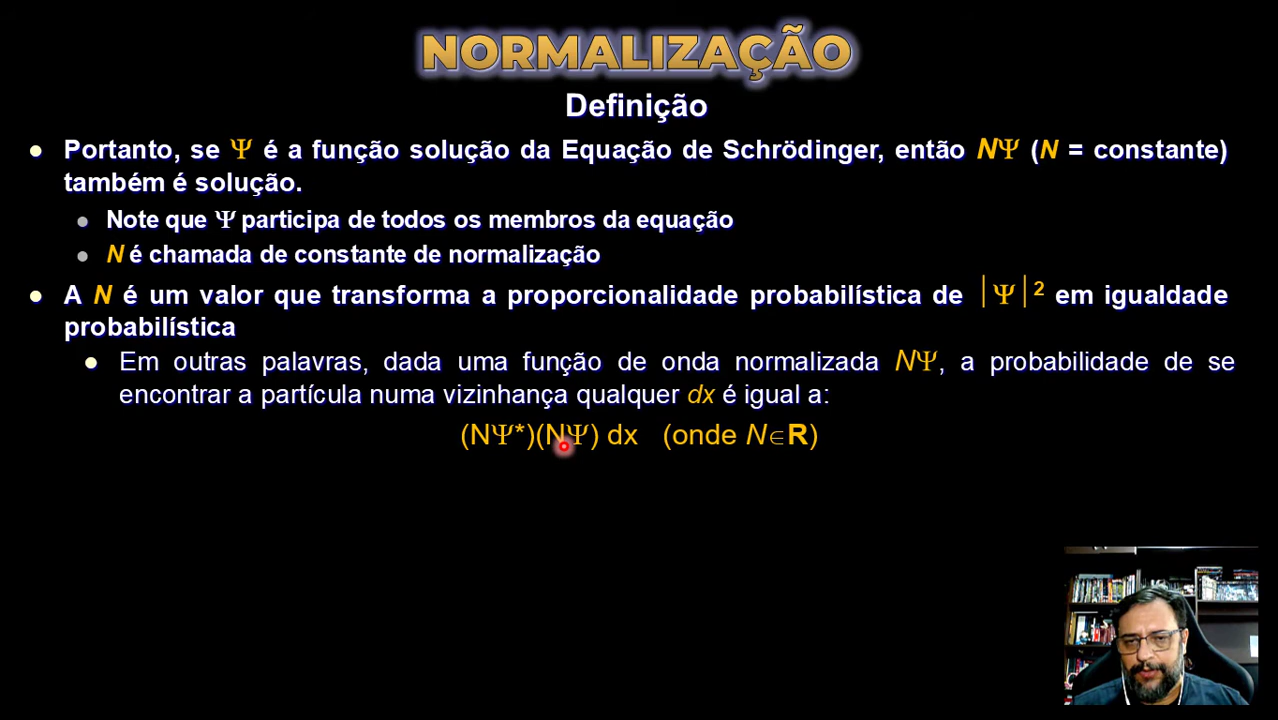 NORMALIZAÇÃO
Definição
● Portanto, se Ψ é a função solução da Equação de Schrödinger, então NΨ (N = constante)
também é solução.
● Note que Ψ participa de todos os membros da equação
● N é chamada de constante de normalização
● A N é um valor que transforma a proporcionalidade probabilística de |Ψ|² em igualdade
probabilística
● Em outras palavras, dada uma função de onda normalizada NΨ, a probabilidade de se
encontrar a partícula numa vizinhança qualquer dx é igual a:
(NΨ*)(NΨ) dx (onde N∈R)